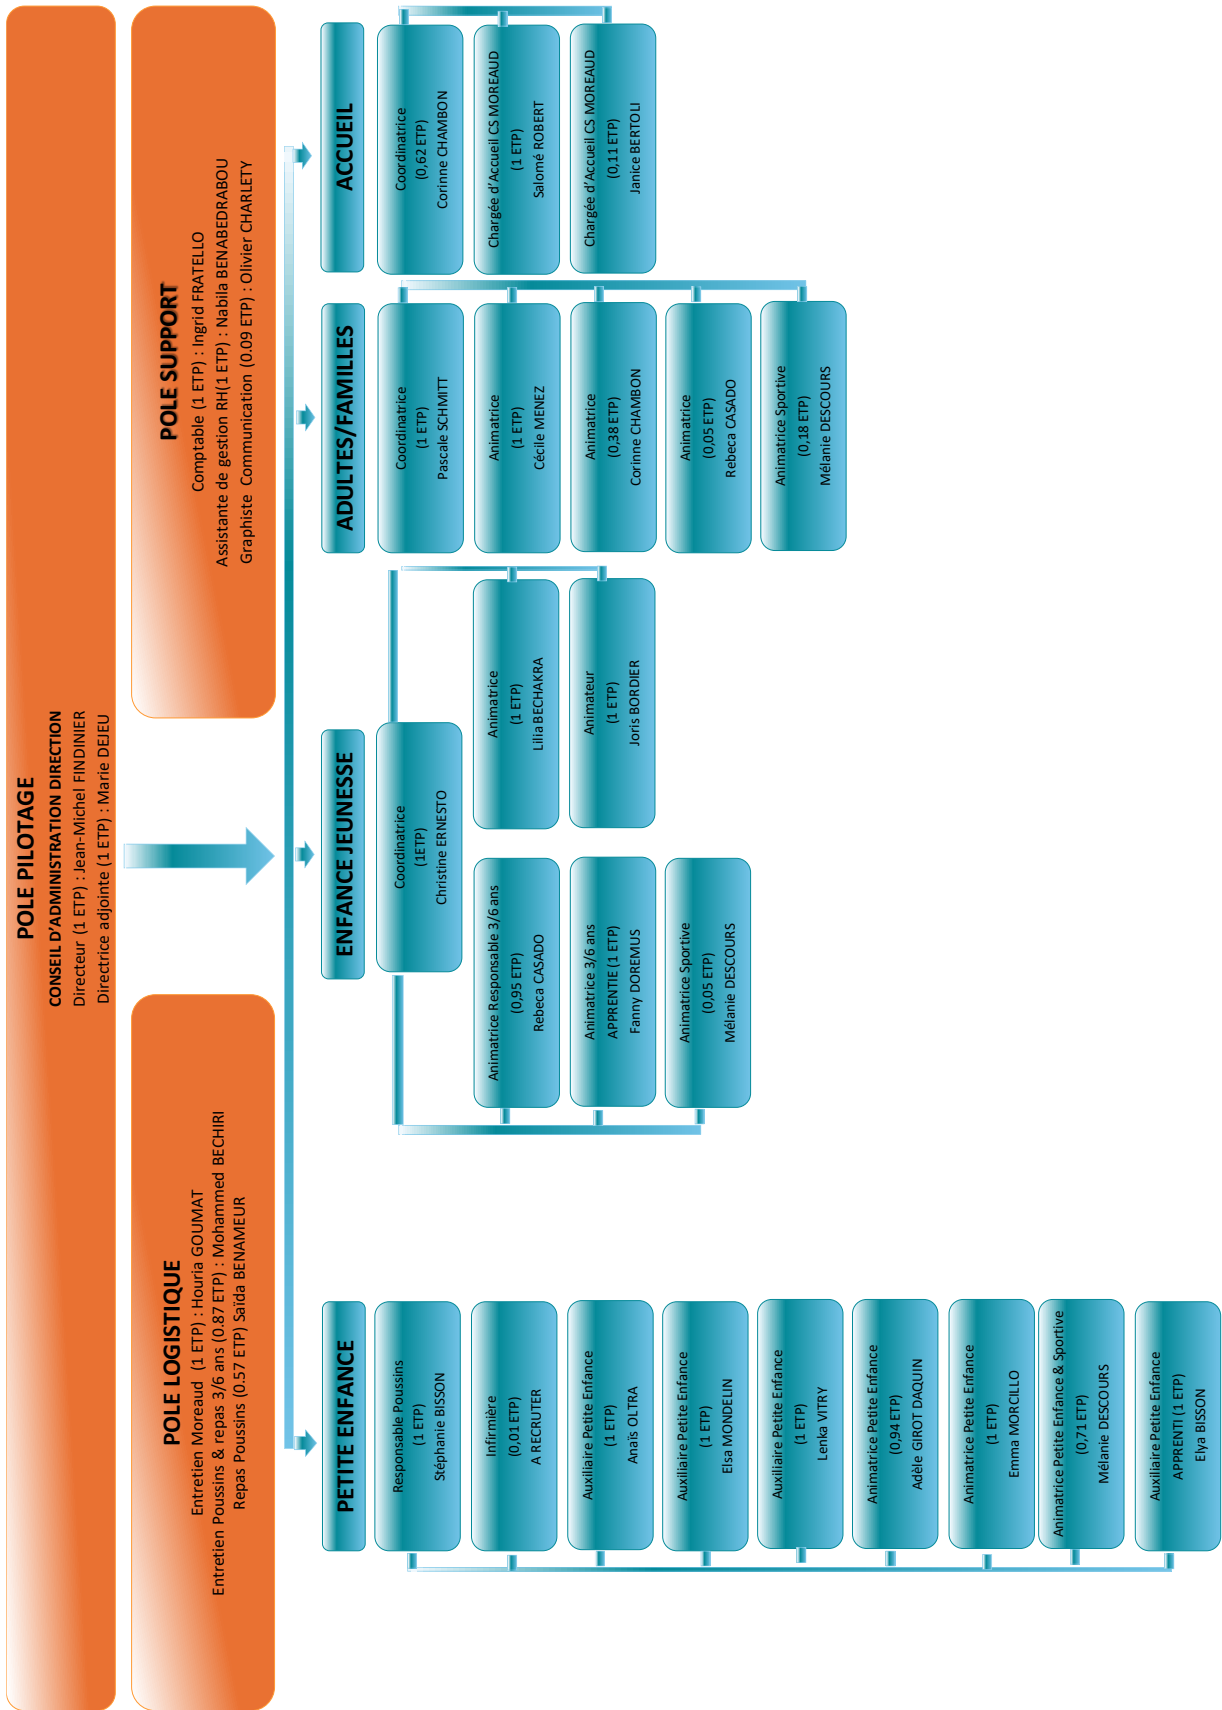 POLE PILOTAGE
CONSEIL D'ADMINISTRATION DIRECTION
Directeur (1 ETP) : Jean-Michel FINDINIER
Directrice adjointe (1 ETP) : Marie DEJEU
POLE LOGISTIQUE
Entretien Moreaud (1 ETP) : Houria GOUMAT
Entretien Poussins & repas 3/6 ans (0.87 ETP) : Mohammed BECHIRI
Repas Poussins (0.57 ETP) Saïda BENAMEUR
POLE SUPPORT
Comptable (1 ETP) : Ingrid FRATELLO
Assistante de gestion RH(1 ETP) : Nabila BENABEDRABOU
Graphiste Communication (0.09 ETP) : Olivier CHARLETY
PETITE ENFANCE
Responsable Poussins
(1 ETP)
Stéphanie BISSON
Infirmière
(0,01 ETP)
A RECRUTER
Auxiliaire Petite Enfance
(1 ETP)
Anaïs OLTRA
Auxiliaire Petite Enfance
(1 ETP)
Elsa MONDELIN
Auxiliaire Petite Enfance
(1 ETP)
Lenka VITRY
Animatrice Petite Enfance
(0,94 ETP)
Adèle GIROT DAQUIN
Animatrice Petite Enfance
(1 ETP)
Emma MORCILLO
Animatrice Petite Enfance & Sportive
(0,71 ETP)
Mélanie DESCOURS
Auxiliaire Petite Enfance
APPRENTI (1 ETP)
Elya BISSON
ENFANCE JEUNESSE
Coordinatrice
(1ETP)
Christine ERNESTO
Animatrice Responsable 3/6 ans
(0,95 ETP)
Rebeca CASADO
Animatrice 3/6 ans
APPRENTIE (1 ETP)
Fanny DOREMUS
Animatrice Sportive
(0,05 ETP)
Mélanie DESCOURS
Animatrice
(1 ETP)
Lilia BECHAKRA
Animateur
(1 ETP)
Joris BORDIER
ADULTES/FAMILLES
Coordinatrice
(1 ETP)
Pascale SCHMITT
Animatrice
(1 ETP)
Cécile MENEZ
Animatrice
(0,38 ETP)
Corinne CHAMBON
Animatrice
(0,05 ETP)
Rebeca CASADO
Animatrice Sportive
(0,18 ETP)
Mélanie DESCOURS
ACCUEIL
Coordinatrice
(0,62 ETP)
Corinne CHAMBON
Chargée d'Accueil CS MOREAUD
(1 ETP)
Salomé ROBERT
Chargée d'Accueil CS MOREAUD
(0,11 ETP)
Janice BERTOLI